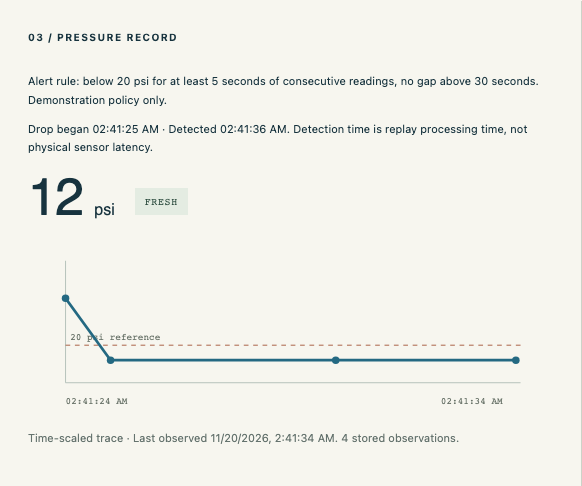 03 / PRESSURE RECORD
Alert rule: below 20 psi for at least 5 seconds of consecutive readings, no gap above 30 seconds.
Demonstration policy only.
Drop began 02:41:25 AM · Detected 02:41:36 AM. Detection time is replay processing time, not
physical sensor latency.
12 psi FRESH
20 psi reference
02:41:24 AM 02:41:34 AM
Time-scaled trace · Last observed 11/20/2026, 2:41:34 AM. 4 stored observations.